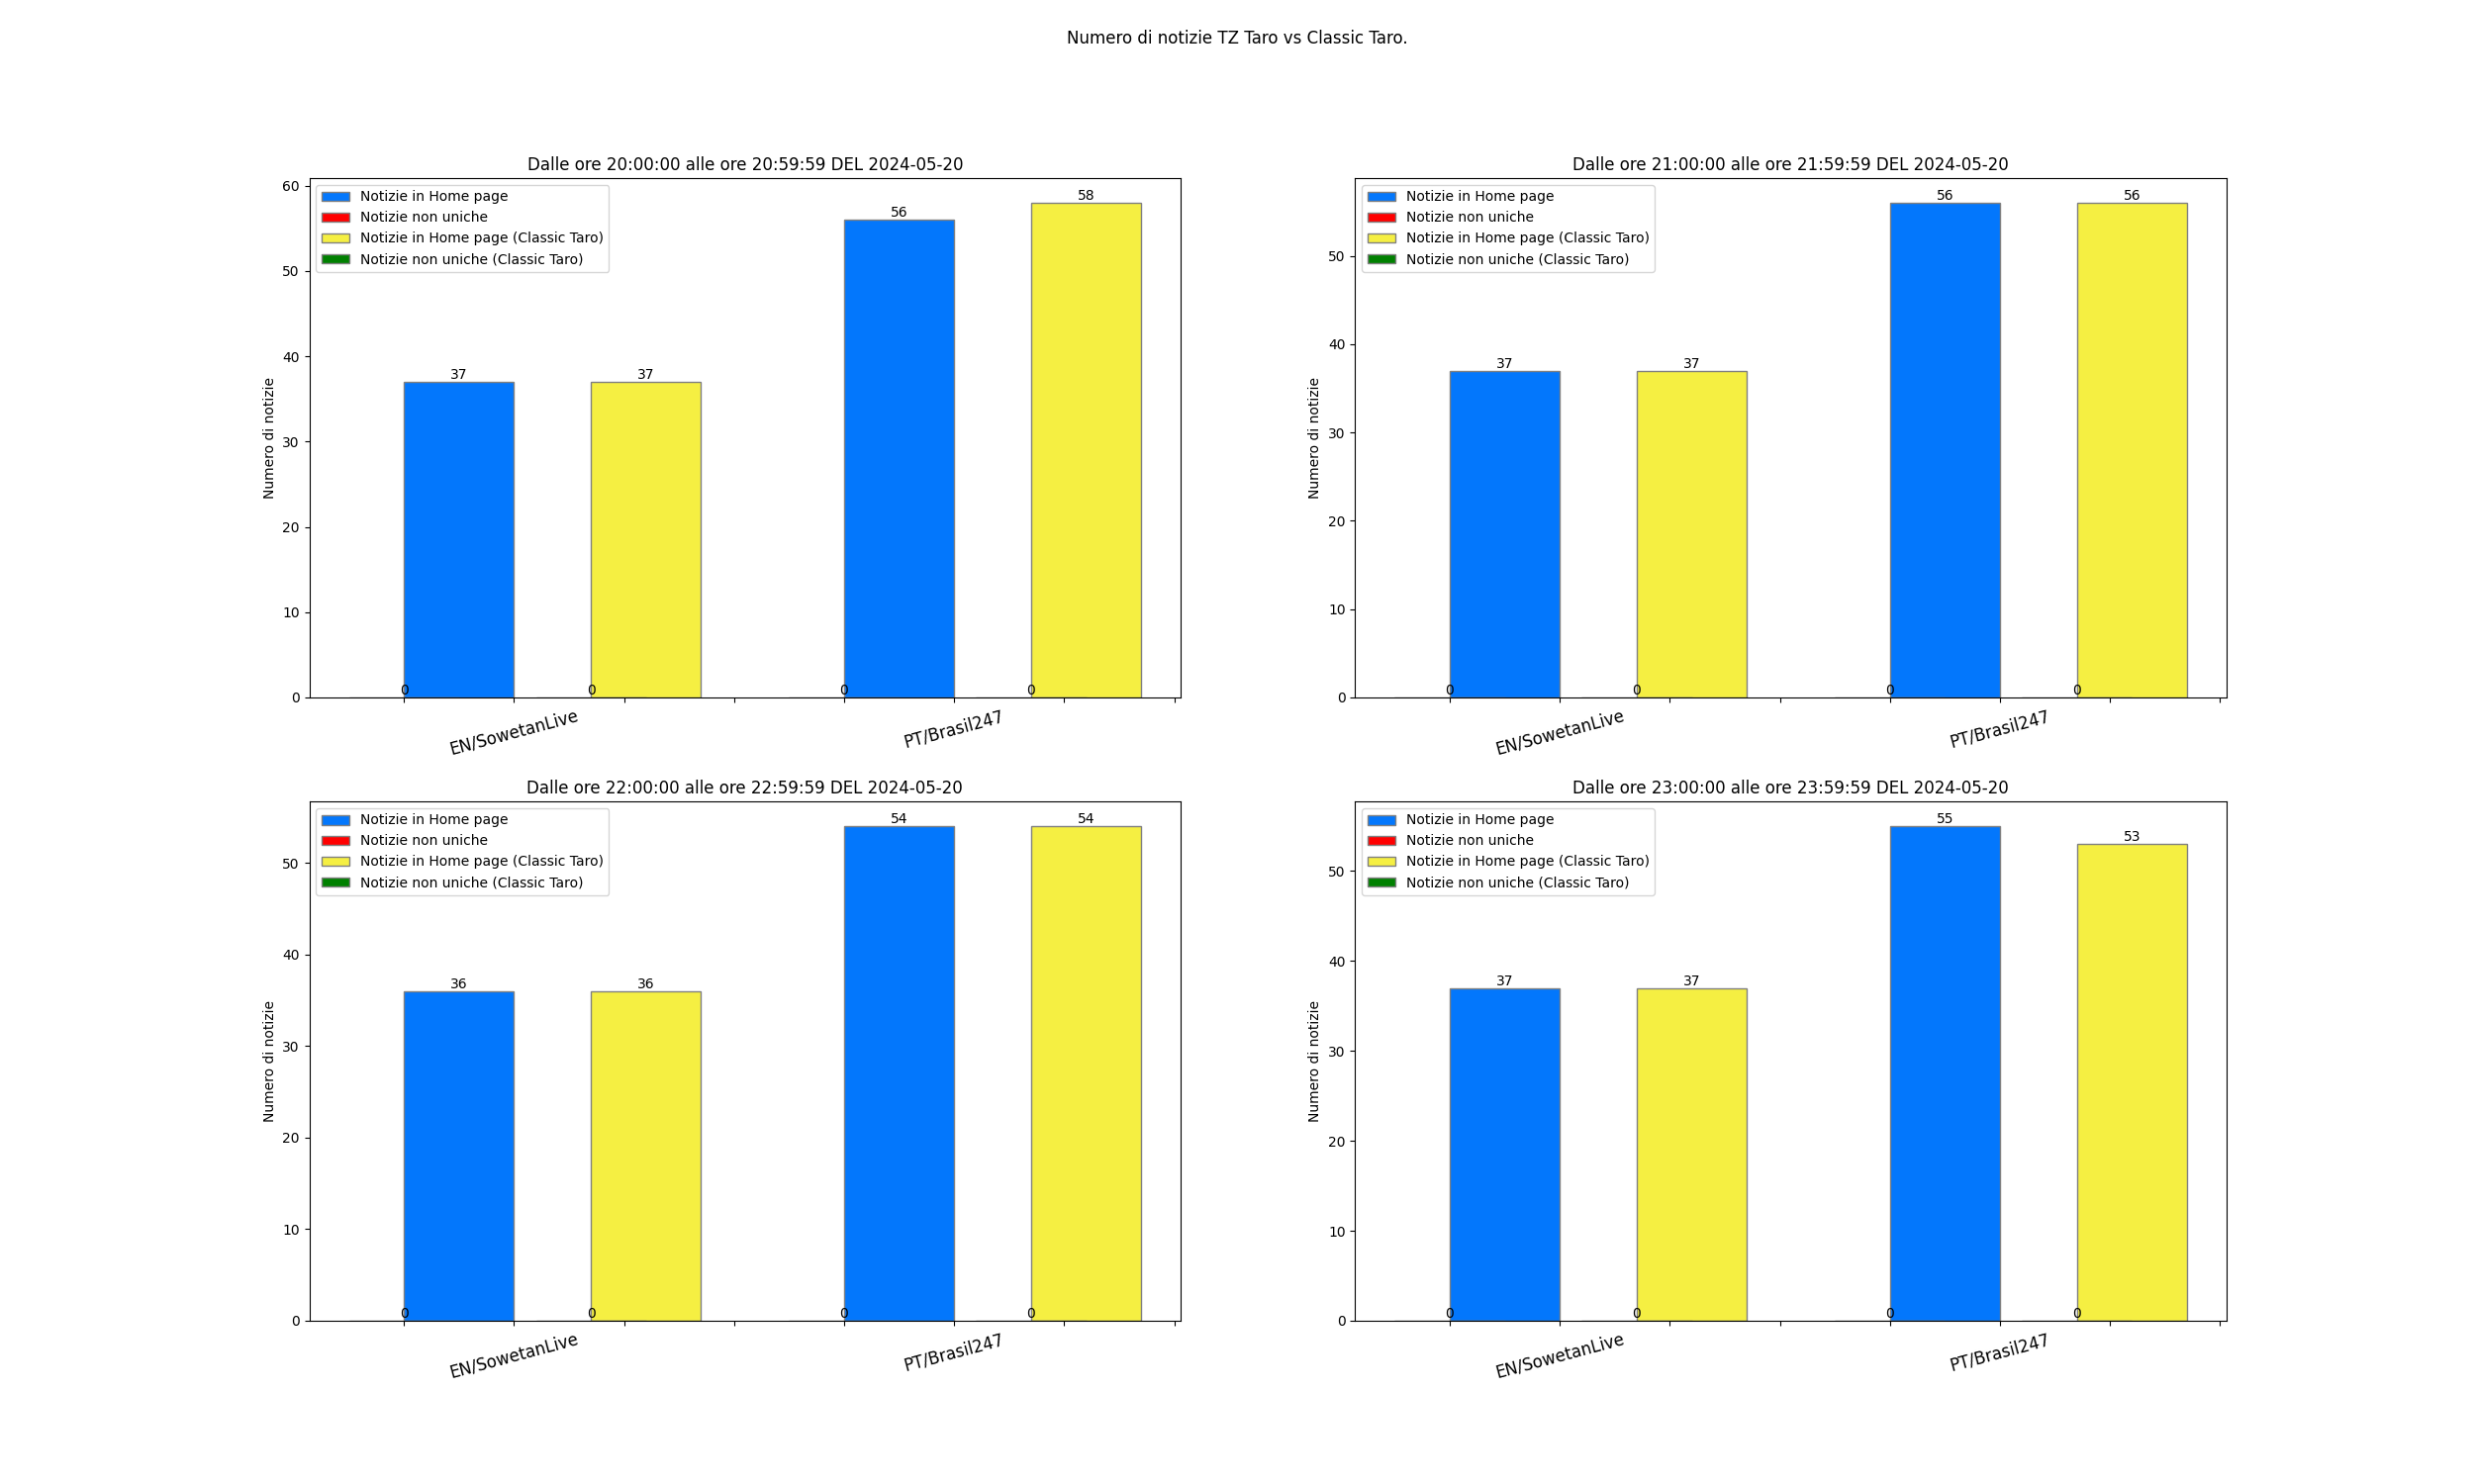 Numero di notizie TZ Taro vs Classic Taro.
Dalle ore 20:00:00 alle ore 20:59:59 DEL 2024-05-20
Notizie in Home page
Notizie non uniche
Notizie in Home page (Classic Taro)
Notizie non uniche (Classic Taro)
Numero di notizie
60
50
40
30
20
10
0
37
37
56
58
0
0
0
0
EN/SowetanLive
PT/Brasil247
Dalle ore 21:00:00 alle ore 21:59:59 DEL 2024-05-20
Notizie in Home page
Notizie non uniche
Notizie in Home page (Classic Taro)
Notizie non uniche (Classic Taro)
Numero di notizie
50
40
30
20
10
0
37
37
56
56
0
0
0
0
EN/SowetanLive
PT/Brasil247
Dalle ore 22:00:00 alle ore 22:59:59 DEL 2024-05-20
Notizie in Home page
Notizie non uniche
Notizie in Home page (Classic Taro)
Notizie non uniche (Classic Taro)
Numero di notizie
50
40
30
20
10
0
36
36
54
54
0
0
0
0
EN/SowetanLive
PT/Brasil247
Dalle ore 23:00:00 alle ore 23:59:59 DEL 2024-05-20
Notizie in Home page
Notizie non uniche
Notizie in Home page (Classic Taro)
Notizie non uniche (Classic Taro)
Numero di notizie
50
40
30
20
10
0
37
37
55
53
0
0
0
0
EN/SowetanLive
PT/Brasil247